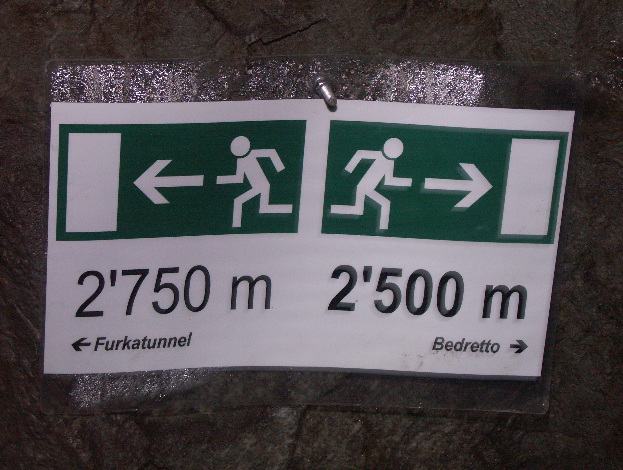 2'750 m 2'500 m
← Furkatunnel Bedretto →